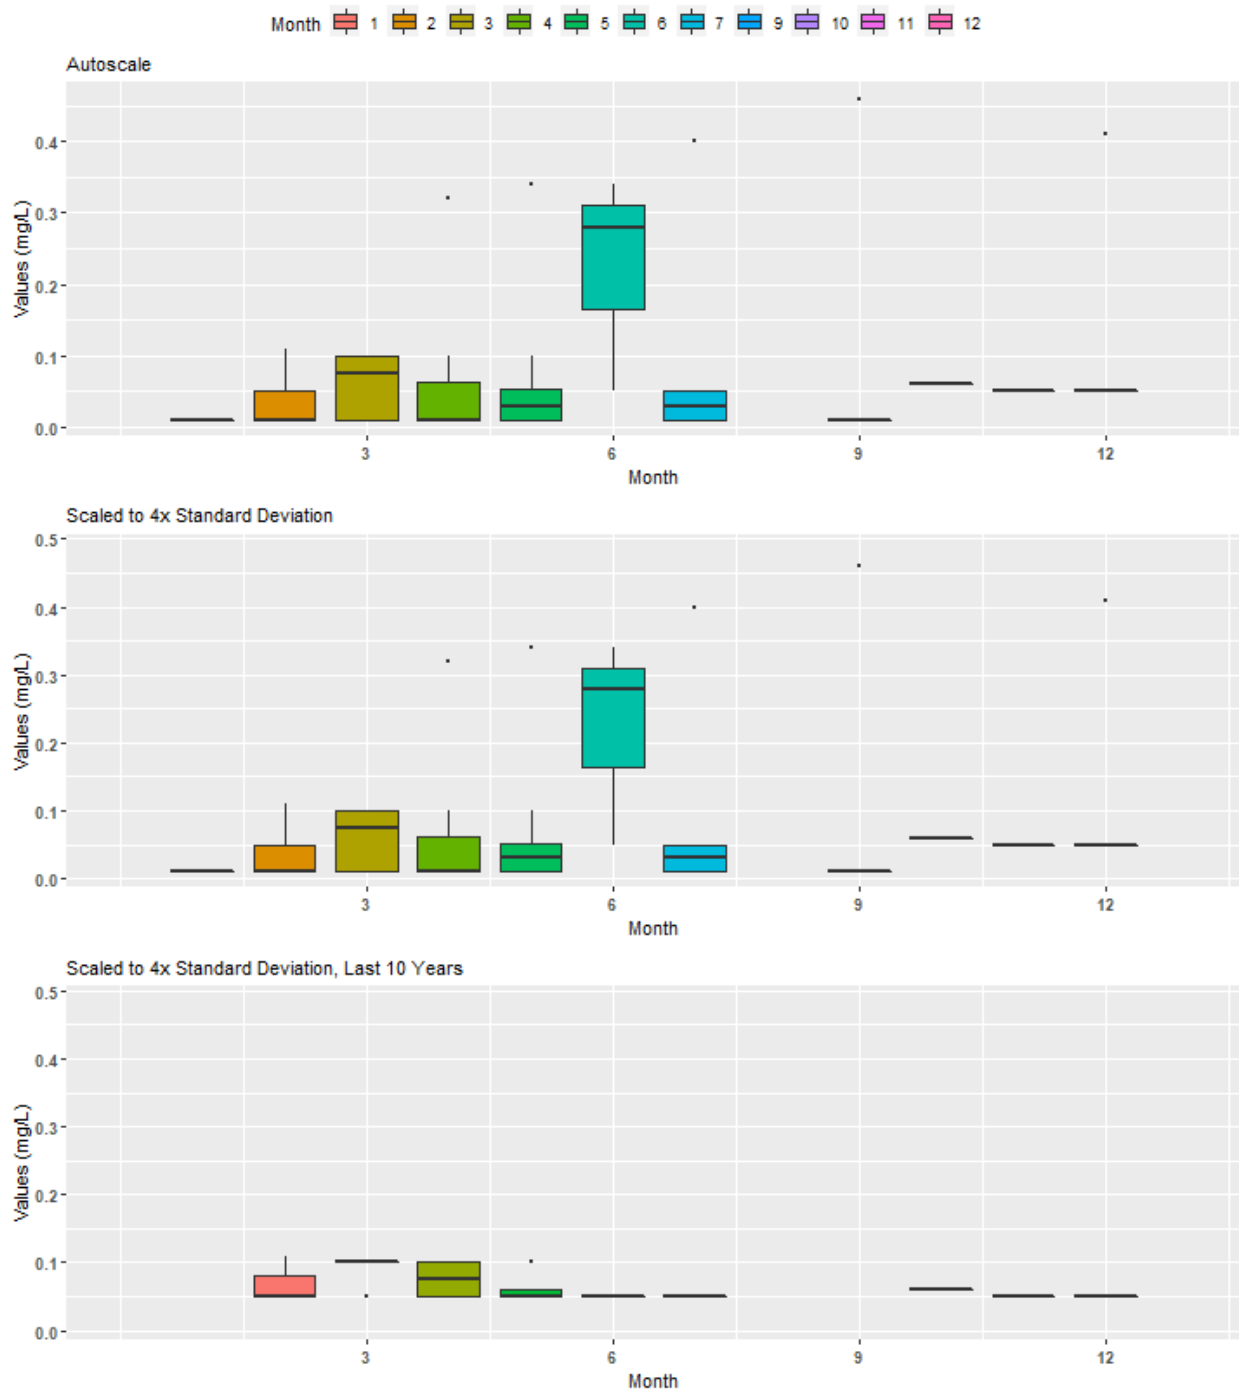 Month 1 2 3 4 5 6 7 9 10 11 12
Autoscale
Values (mg/L)
0.4
0.3
0.2
0.1
0.0
3 6 9 12
Month
Scaled to 4x Standard Deviation
Values (mg/L)
0.5
0.4
0.3
0.2
0.1
0.0
3 6 9 12
Month
Scaled to 4x Standard Deviation, Last 10 Years
Values (mg/L)
0.5
0.4
0.3
0.2
0.1
0.0
3 6 9 12
Month